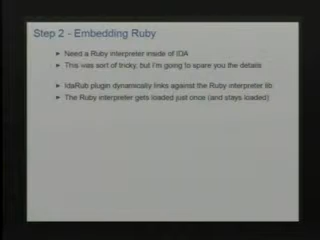 Step 2 - Embedding Ruby
Need a Ruby interpreter inside of IDA
This was sort of tricky, but I'm going to spare you the details
IdaRub plugin dynamically links against the Ruby interpreter lib
The Ruby interpreter gets loaded just once (and stays loaded)